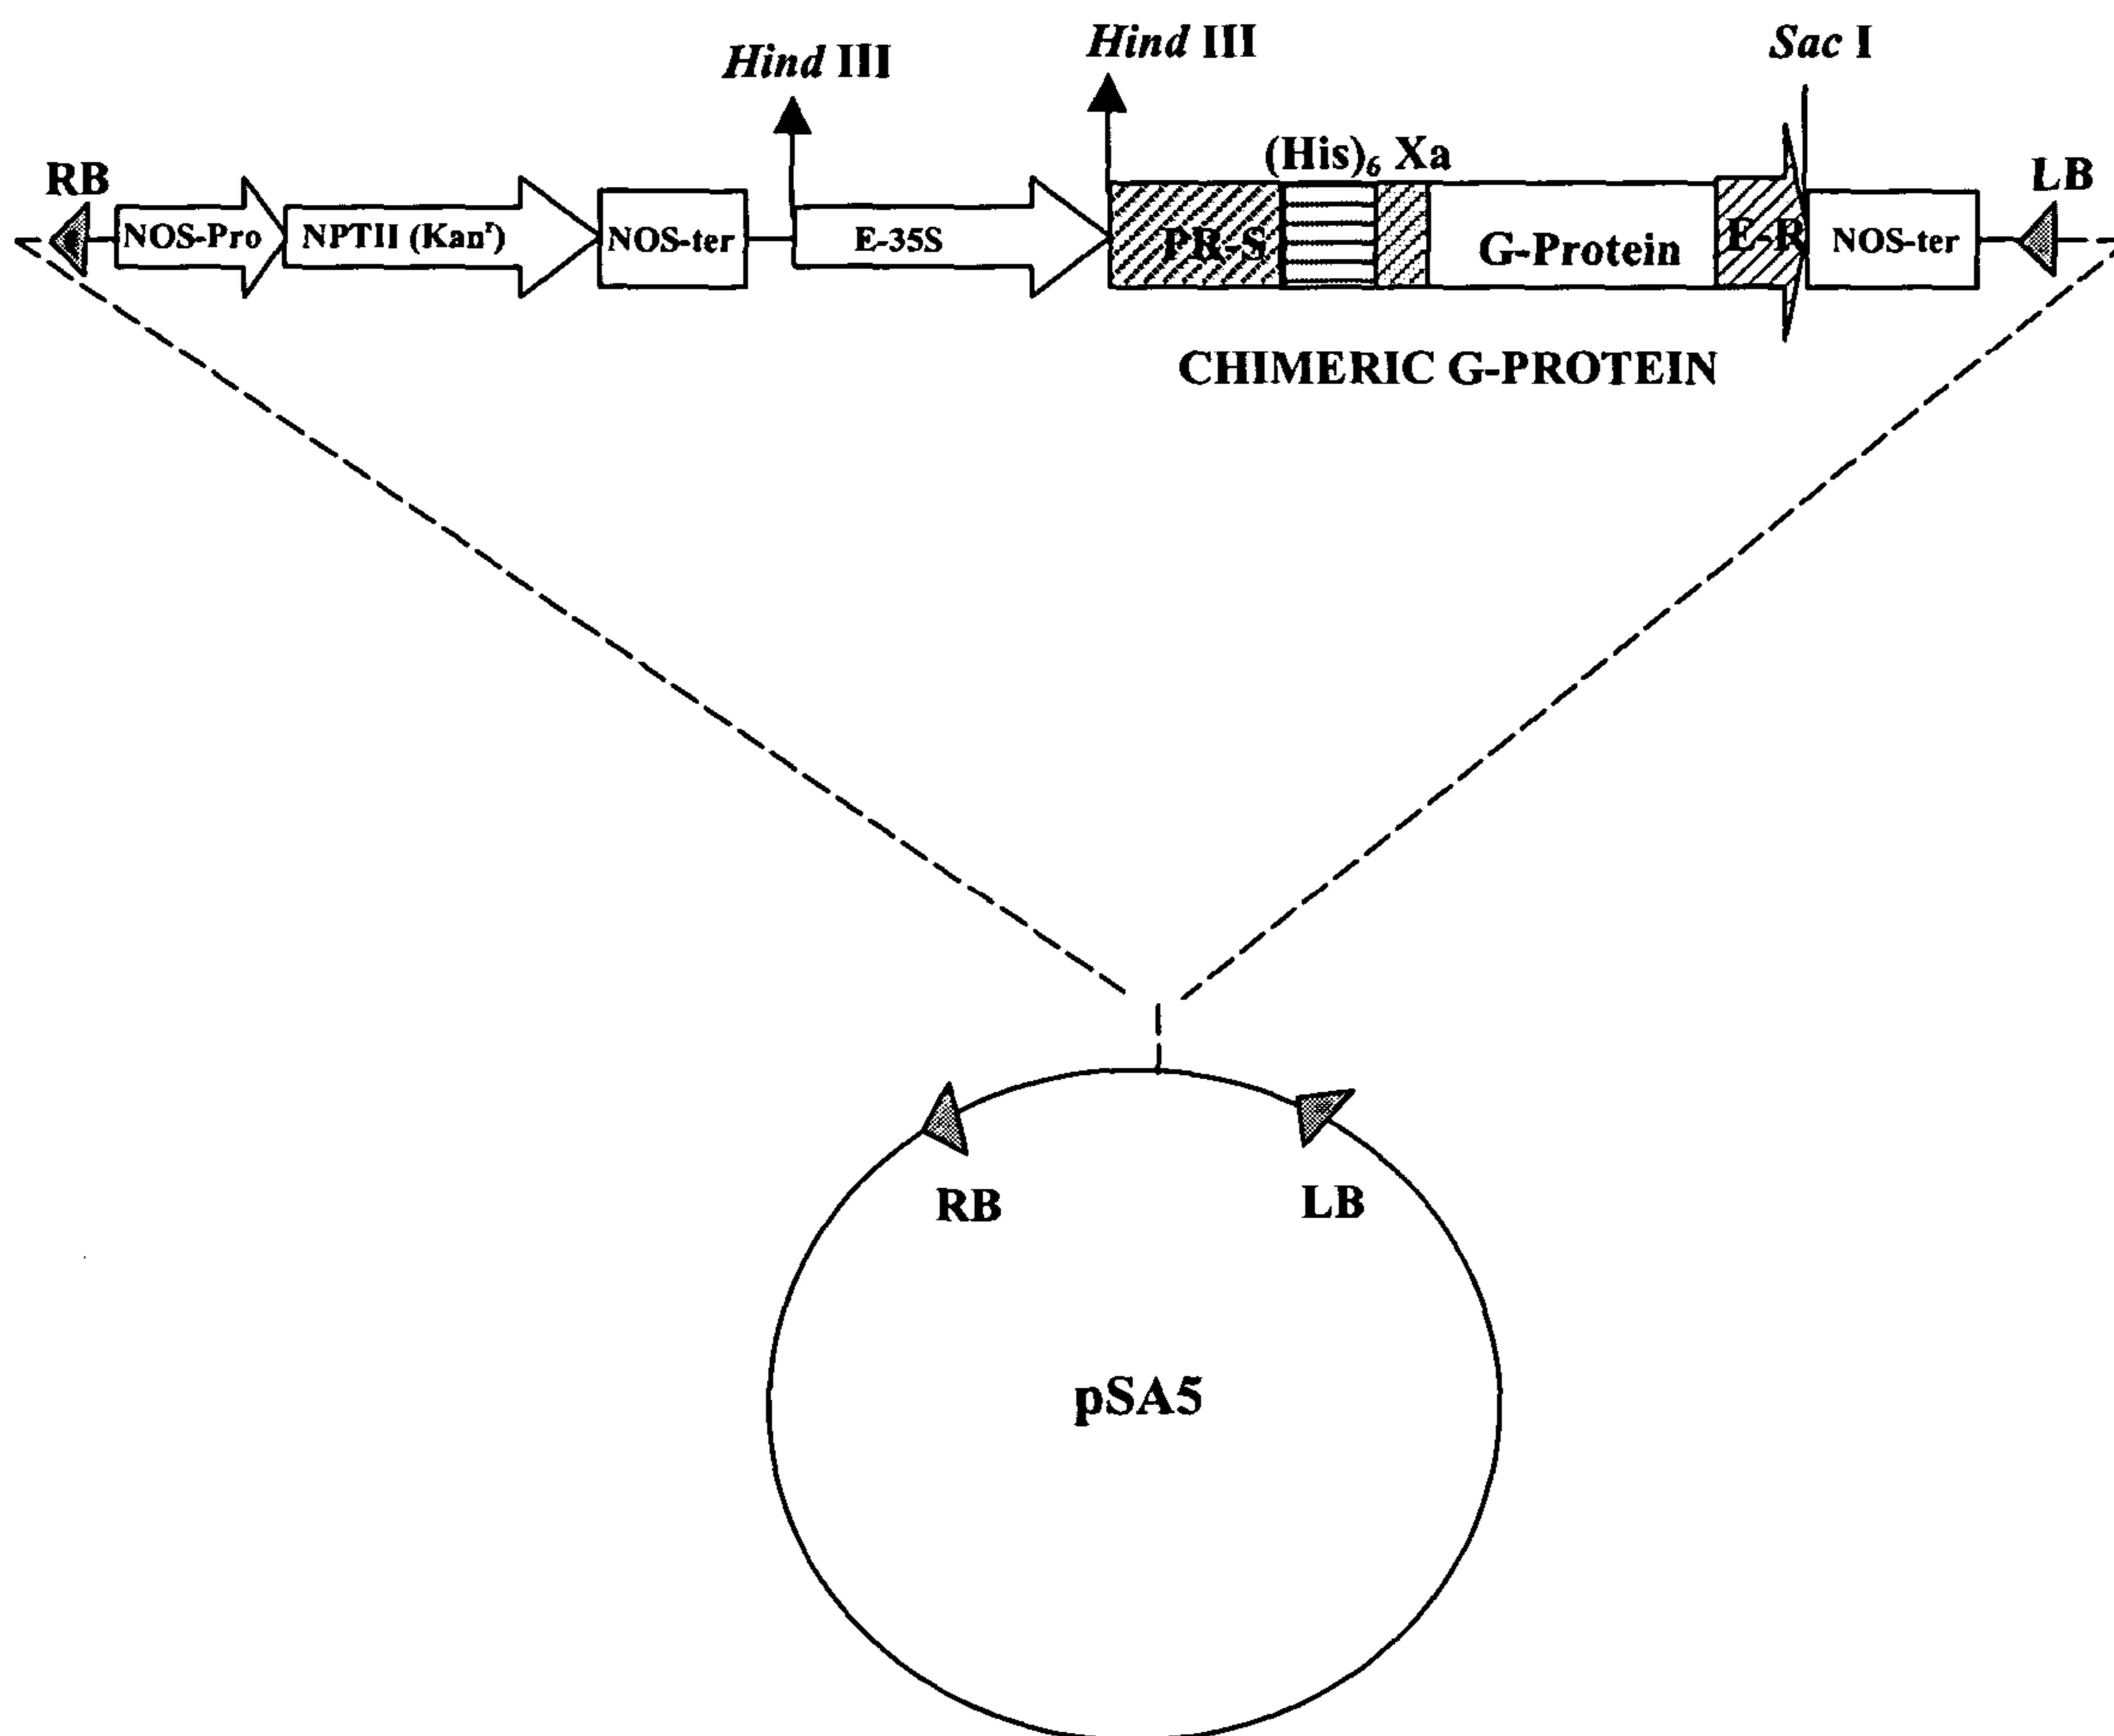 Hind III
Hind III
Sac I
RB
(His)₆ Xa
LB
NOS-Pro
NPTII (Kanʳ)
NOS-ter
E-35S
PR-S
G-Protein
E-R
NOS-ter
CHIMERIC G-PROTEIN
RB
LB
pSA5